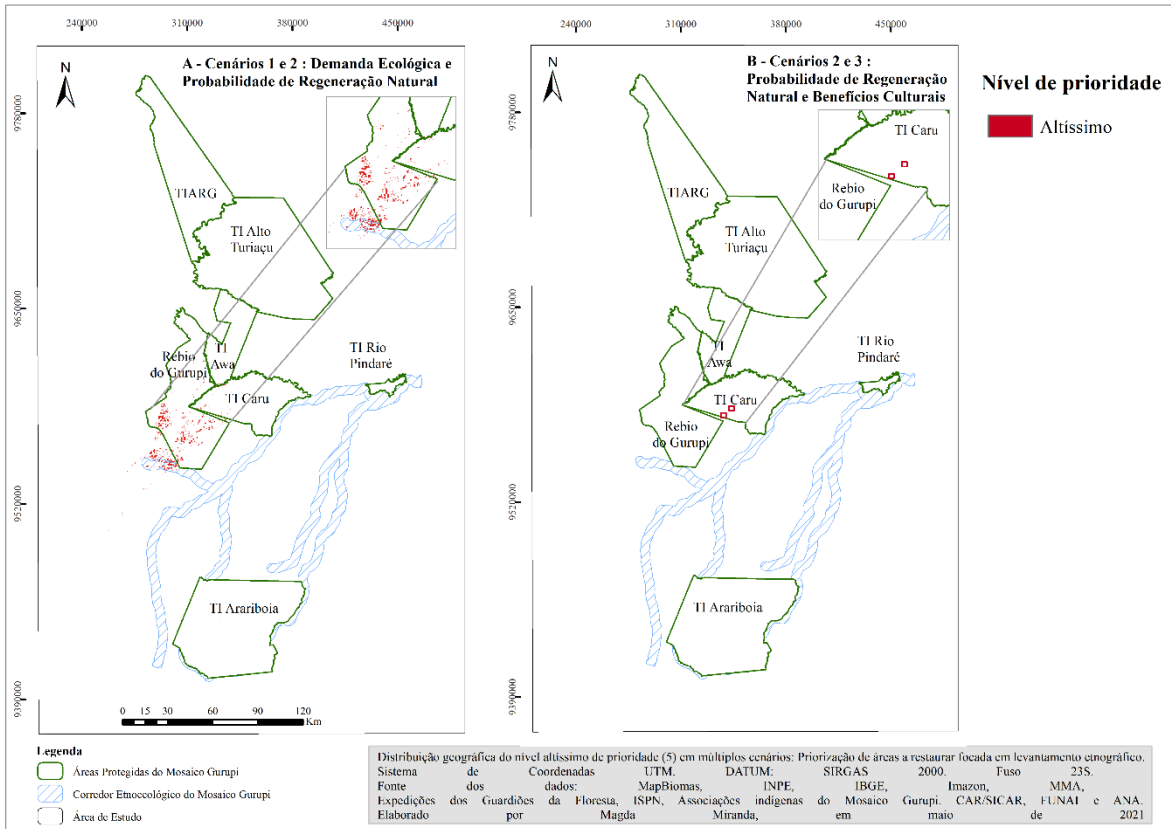 240000 310000 380000 450000
240000 310000 380000 450000
N
A - Cenários 1 e 2 : Demanda Ecológica e
Probabilidade de Regeneração Natural
9780000
9650000
9520000
9390000
TIARG
TI Alto
Turiaçu
Rebio
do Gurupi
TI
Awa
TI Caru
TI Rio
Pindaré
TI Arariboia
0 15 30 60 90 120
Km
N
B - Cenários 2 e 3 :
Probabilidade de Regeneração
Natural e Benefícios Culturais
TI Caru
Rebio
do Gurupi
9780000
9650000
9520000
9390000
TIARG
TI Alto
Turiaçu
TI
Awa
TI Caru
Rebio
do Gurupi
TI Rio
Pindaré
TI Arariboia
Nível de prioridade
Altíssimo
Legenda
Áreas Protegidas do Mosaico Gurupi
Corredor Etnoecológico do Mosaico Gurupi
Área de Estudo
Distribuição geográfica do nível altíssimo de prioridade (5) em múltiplos cenários: Priorização de áreas a restaurar focada em levantamento etnográfico.
Sistema de Coordenadas UTM. DATUM: SIRGAS 2000. Fuso 23S.
Fonte dos dados: MapBiomas, INPE, IBGE, Imazon, MMA,
Expedições dos Guardiões da Floresta, ISPN, Associações indígenas do Mosaico Gurupi. CAR/SICAR, FUNAI e ANA.
Elaborado por Magda Miranda, em maio de 2021